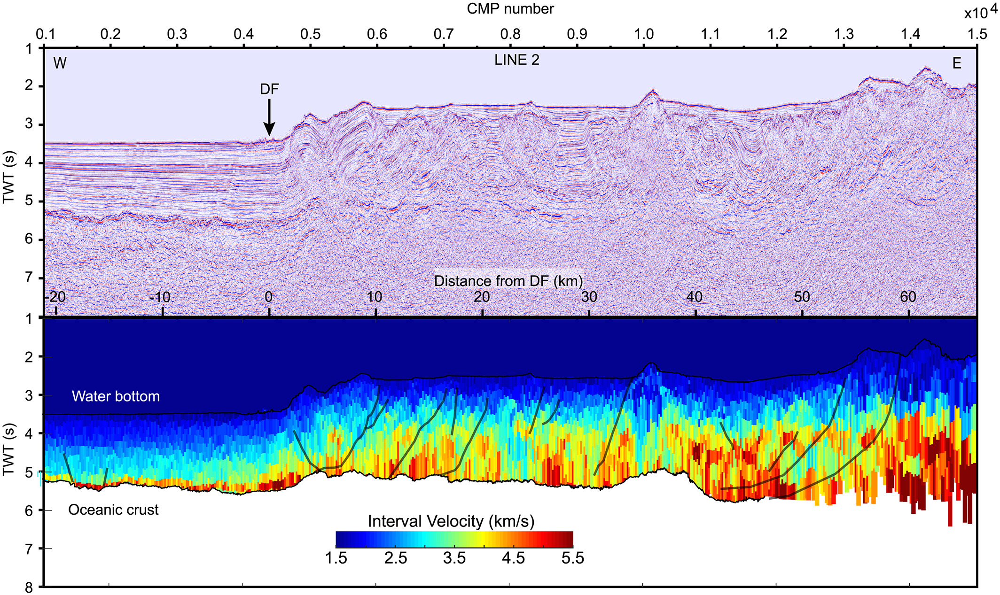 CMP number
x10 4
0.1 0.2 0.3 0.4 0.5 0.6 0.7 0.8 0.9 1.0 1.1 1.2 1.3 1.4 1.5
1
W LINE 2 E
2
DF
3
4
TWT (s)
5
6
7
Distance from DF (km)
-20 -10 0 10 20 30 40 50 60
1
2
3
Water bottom
4
TWT (s)
5
6
Oceanic crust
Interval Velocity (km/s)
7
1.5 2.5 3.5 4.5 5.5
8